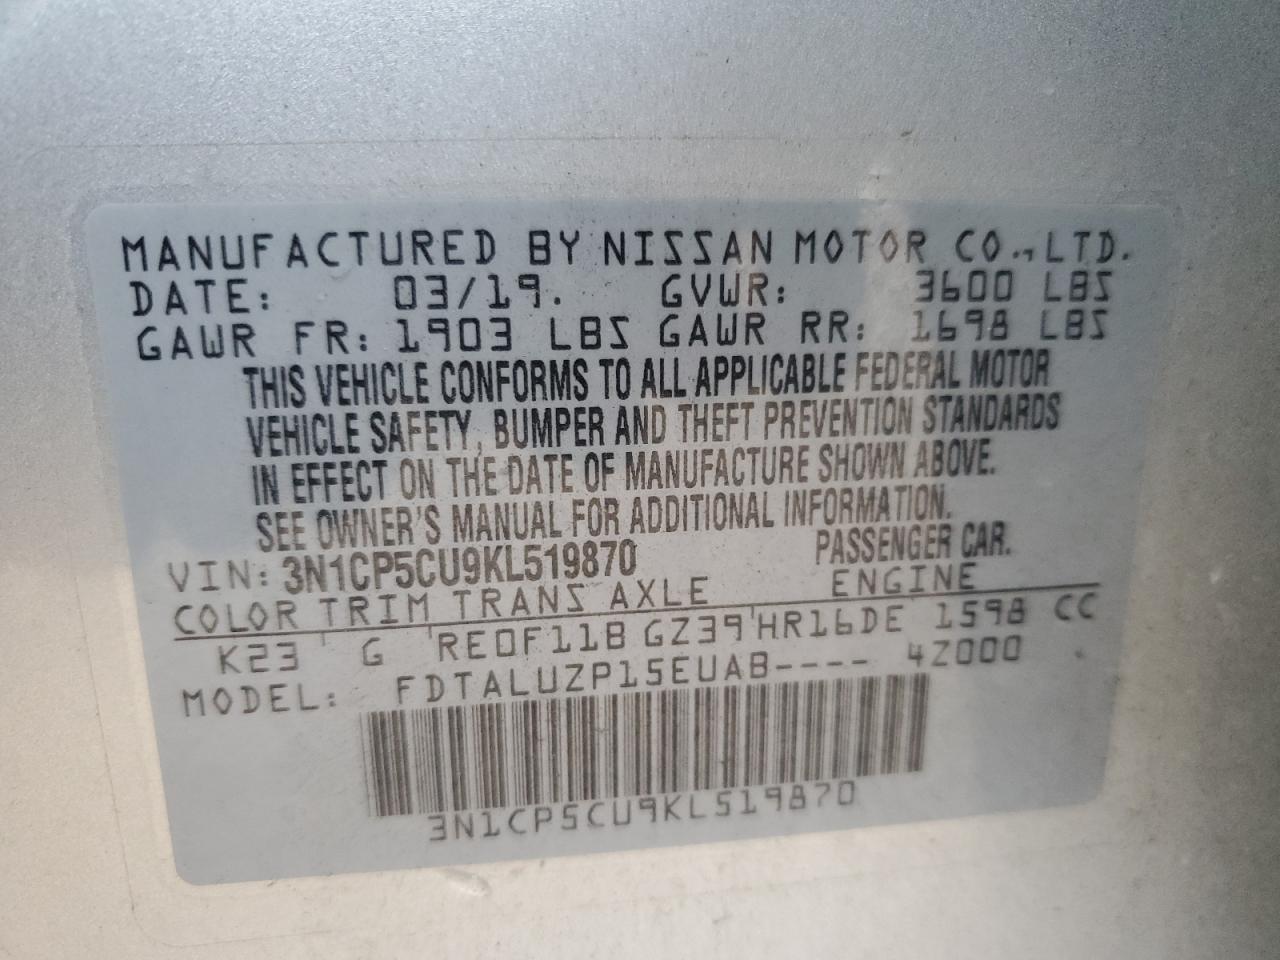 MANUFACTURED BY NISSAN MOTOR CO., LTD.
DATE: 03/19. GVWR: 3600 LBS
GAWR FR: 1903 LBS GAWR RR: 1698 LBS
THIS VEHICLE CONFORMS TO ALL APPLICABLE FEDERAL MOTOR
VEHICLE SAFETY, BUMPER AND THEFT PREVENTION STANDARDS
IN EFFECT ON THE DATE OF MANUFACTURE SHOWN ABOVE.
SEE OWNER'S MANUAL FOR ADDITIONAL INFORMATION.
VIN: 3N1CP5CU9KL519870 PASSENGER CAR.
COLOR TRIM TRANS AXLE ENGINE
K23 G RE0F11B GZ39 HR16DE 1598 CC
MODEL: FDTALUZP15EUAB---- 4Z000
3N1CP5CU9KL519870